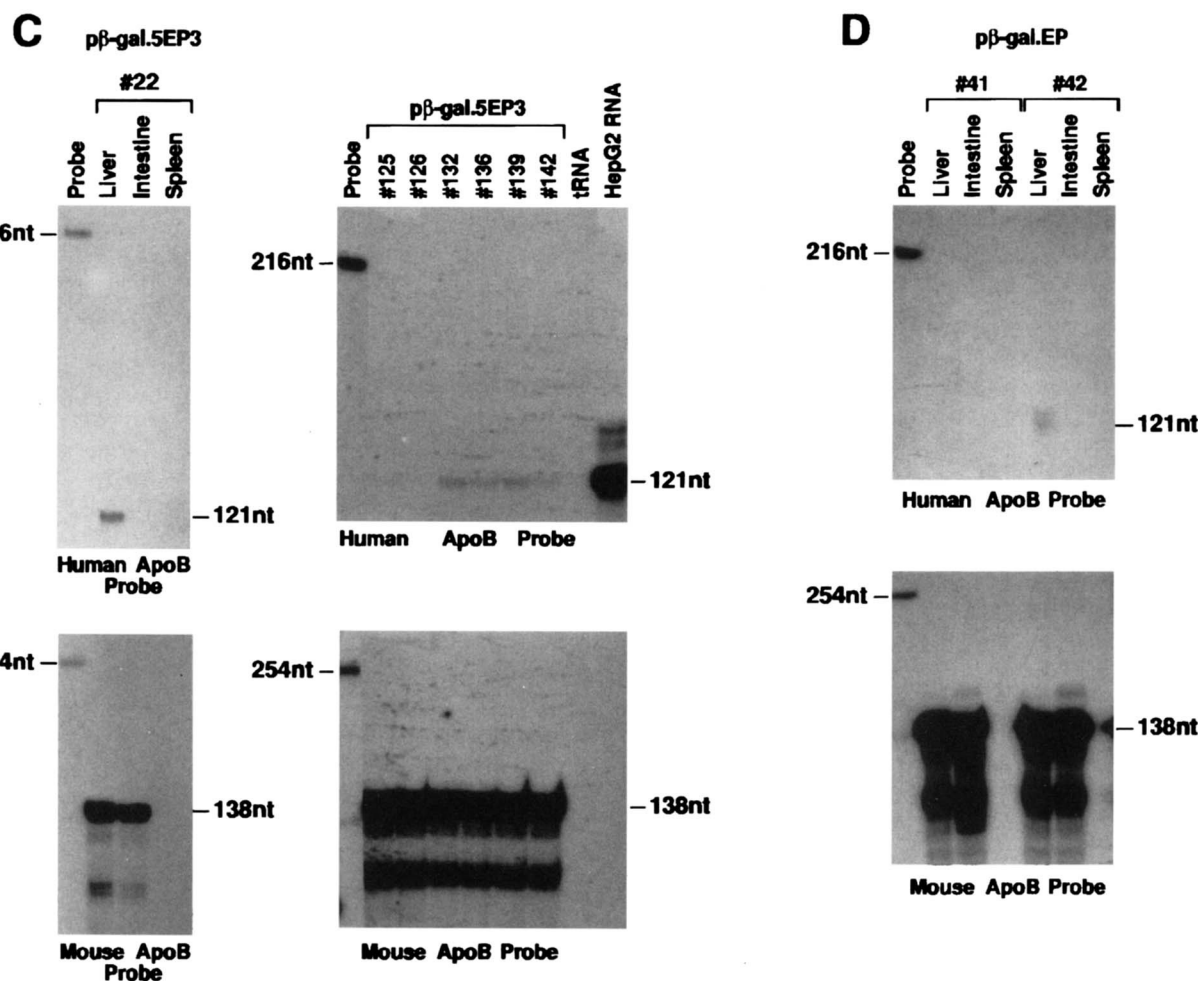 C
pβ-gal.5EP3
#22
Probe
Liver
Intestine
Spleen
6nt
121nt
Human ApoB
Probe
4nt
138nt
Mouse ApoB
Probe
pβ-gal.5EP3
Probe
#125
#126
#132
#136
#139
#142
tRNA
HepG2 RNA
216nt
121nt
Human ApoB Probe
254nt
138nt
Mouse ApoB Probe
D
pβ-gal.EP
#41
#42
Probe
Liver
Intestine
Spleen
Liver
Intestine
Spleen
216nt
121nt
Human ApoB Probe
254nt
138nt
Mouse ApoB Probe